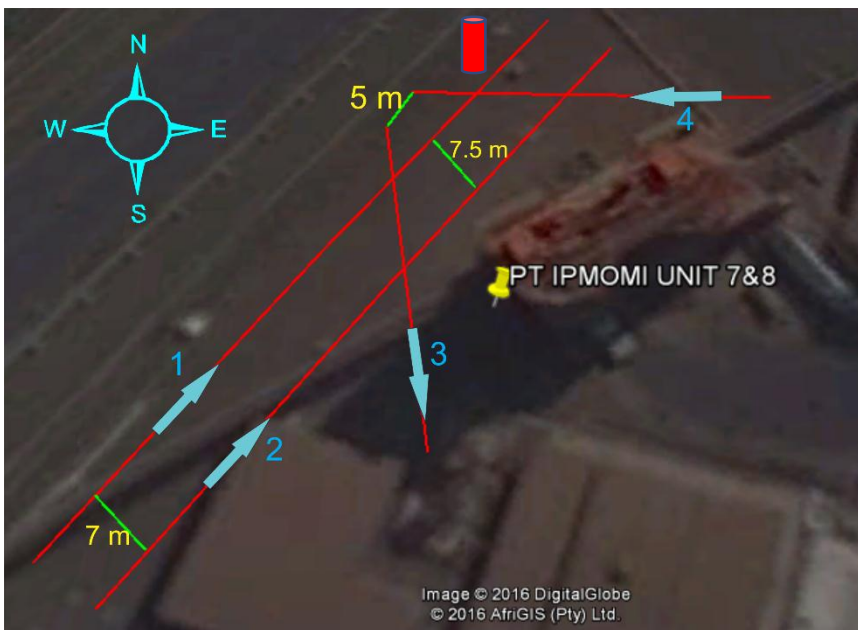 N
W
E
S
5 m
4
7.5 m
PT IPMOMI UNIT 7&8
1
3
2
7 m
Image © 2016 DigitalGlobe
© 2016 AfriGIS (Pty) Ltd.